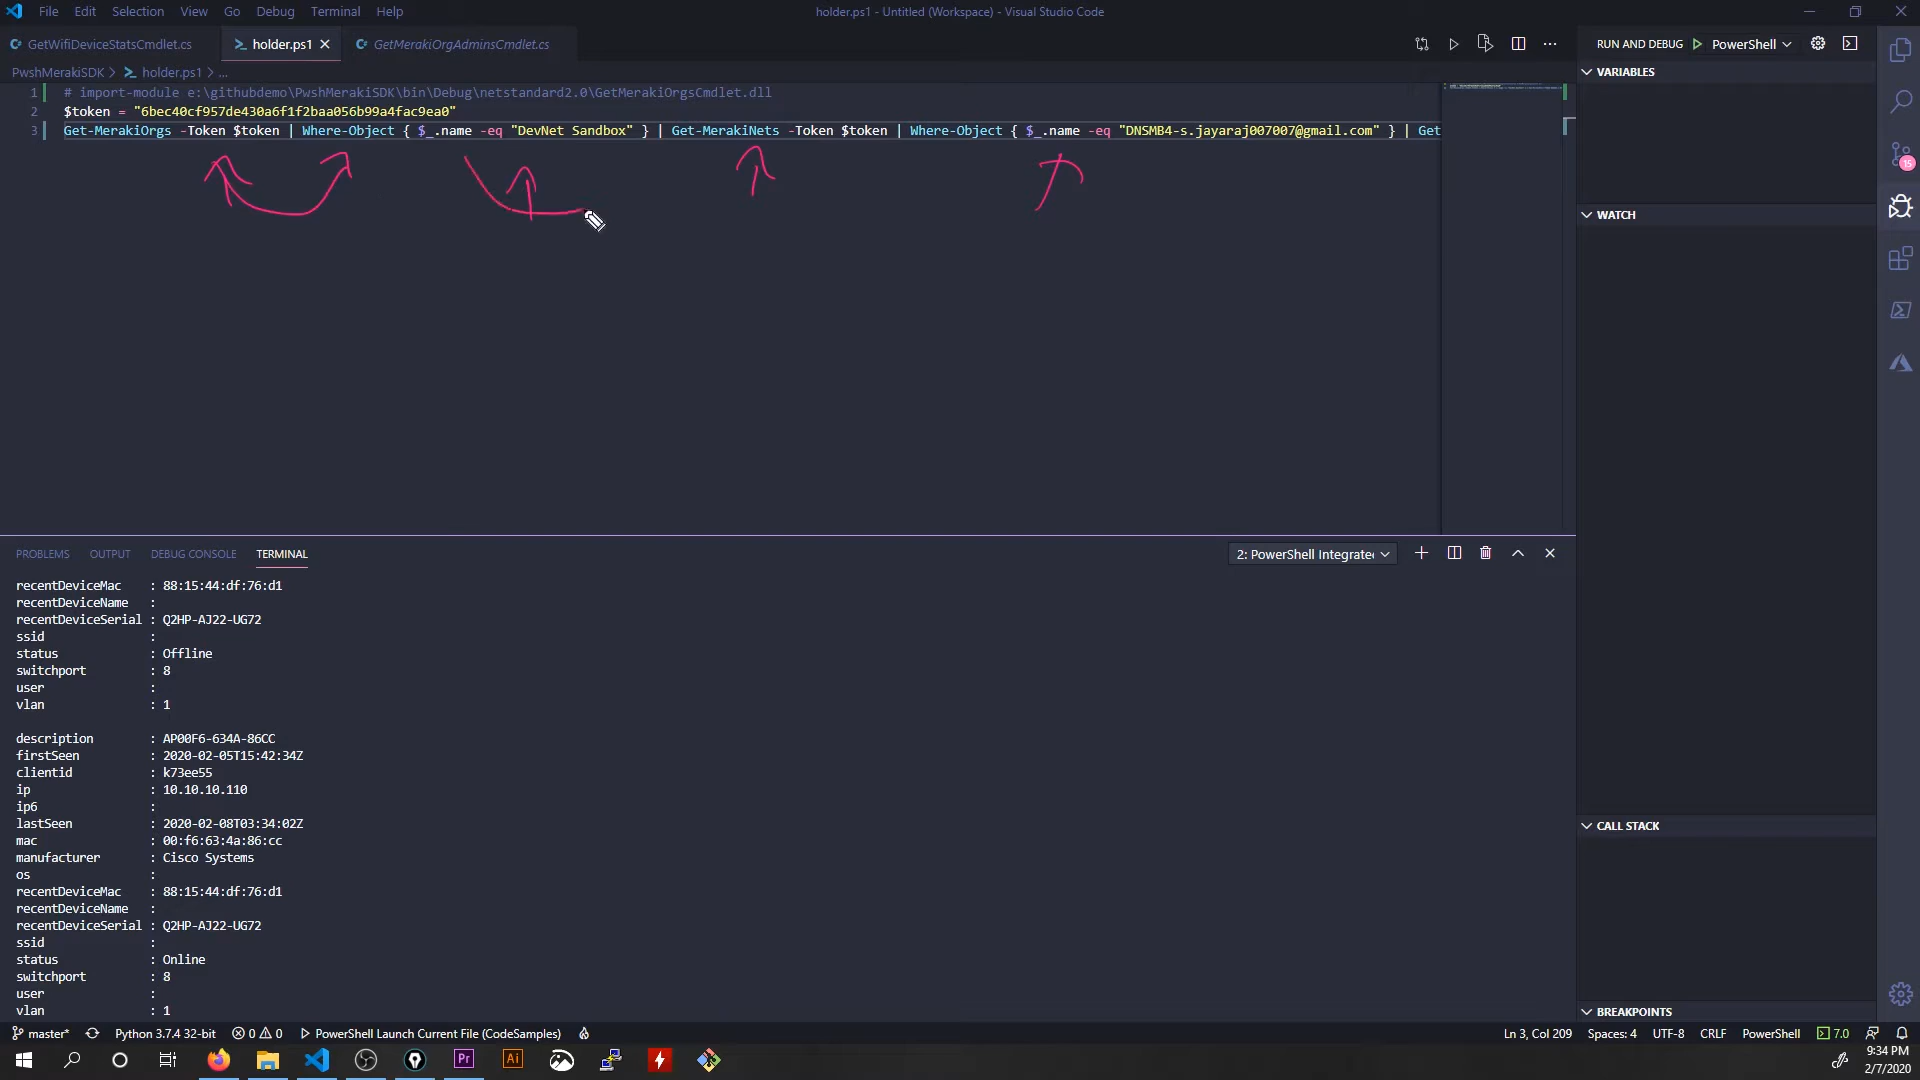 File Edit Selection View Go Debug Terminal Help
holder.ps1 - Untitled (Workspace) - Visual Studio Code
GetWifiDeviceStatsCmdlet.cs
holder.ps1
GetMerakiOrgAdminsCmdlet.cs
RUN AND DEBUG PowerShell
PwshMerakiSDK > holder.ps1 > ...
VARIABLES
1 # import-module e:\githubdemo\PwshMerakiSDK\bin\Debug\netstandard2.0\GetMerakiOrgsCmdlet.dll
2 $token = "6bec40cf957de430a6f1f2baa056b99a4fac9ea0"
3 Get-MerakiOrgs -Token $token | Where-Object { $_.name -eq "DevNet Sandbox" } | Get-MerakiNets -Token $token | Where-Object { $_.name -eq "DNSMB4-s.jayaraj007007@gmail.com" } | Get
15
WATCH
PROBLEMS OUTPUT DEBUG CONSOLE TERMINAL
2: PowerShell Integrate
recentDeviceMac : 88:15:44:df:76:d1
recentDeviceName :
recentDeviceSerial : Q2HP-AJ22-UG72
ssid :
status : Offline
switchport : 8
user :
vlan : 1
description : AP00F6-634A-86CC
firstSeen : 2020-02-05T15:42:34Z
clientid : k73ee55
ip : 10.10.10.110
ip6 :
lastSeen : 2020-02-08T03:34:02Z
mac : 00:f6:63:4a:86:cc
manufacturer : Cisco Systems
os :
recentDeviceMac : 88:15:44:df:76:d1
recentDeviceName :
recentDeviceSerial : Q2HP-AJ22-UG72
ssid :
status : Online
switchport : 8
user :
vlan : 1
CALL STACK
BREAKPOINTS
master* Python 3.7.4 32-bit 0 0 PowerShell Launch Current File (CodeSamples)
Ln 3, Col 209 Spaces: 4 UTF-8 CRLF PowerShell 7.0
Pr Ai
9:34 PM
2/7/2020